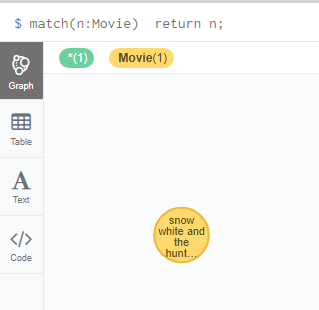 $ match(n:Movie) return n;
*(1) Movie(1)
Graph
Table
A
Text
</>
Code
snow
white and
the
hunt...